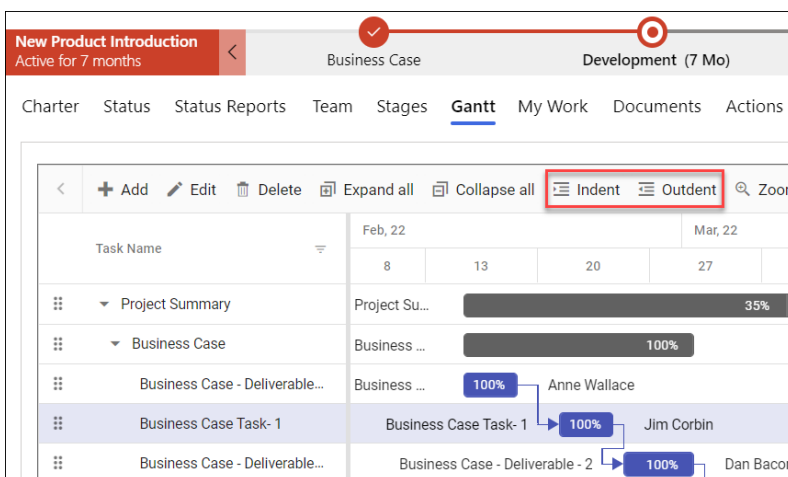 New Product Introduction
Active for 7 months
Business Case
Development (7 Mo)
Charter Status Status Reports Team Stages Gantt My Work Documents Actions
Add Edit Delete Expand all Collapse all Indent Outdent
Task Name
Feb, 22 Mar, 22
8 13 20 27
Project Summary Project Su... 35%
Business Case Business ... 100%
Business Case - Deliverable... Business ... 100% Anne Wallace
Business Case Task- 1 Business Case Task- 1 100% Jim Corbin
Business Case - Deliverable... Business Case - Deliverable - 2 100% Dan Bacon